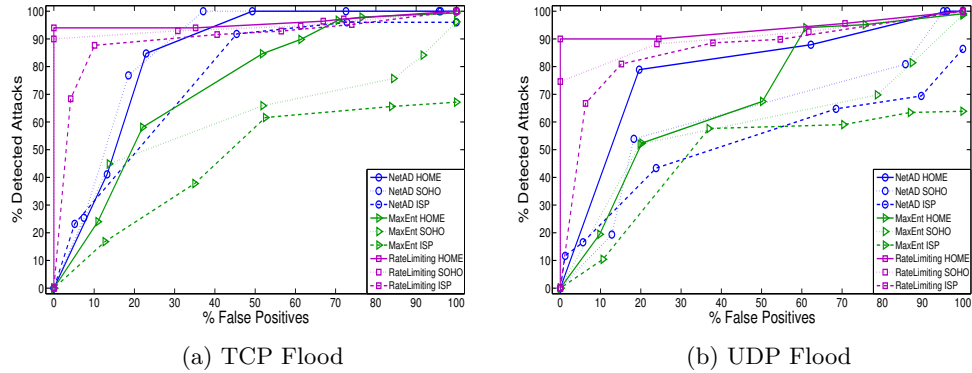 100
90
80
70
60
50
40
30
20
10
0
% Detected Attacks
0 10 20 30 40 50 60 70 80 90 100
% False Positives
NetAD HOME
NetAD SOHO
NetAD ISP
MaxEnt HOME
MaxEnt SOHO
MaxEnt ISP
RateLimiting HOME
RateLimiting SOHO
RateLimiting ISP
(a) TCP Flood
100
90
80
70
60
50
40
30
20
10
0
% Detected Attacks
0 10 20 30 40 50 60 70 80 90 100
% False Positives
NetAD HOME
NetAD SOHO
NetAD ISP
MaxEnt HOME
MaxEnt SOHO
MaxEnt ISP
RateLimiting HOME
RateLimiting SOHO
RateLimiting ISP
(b) UDP Flood